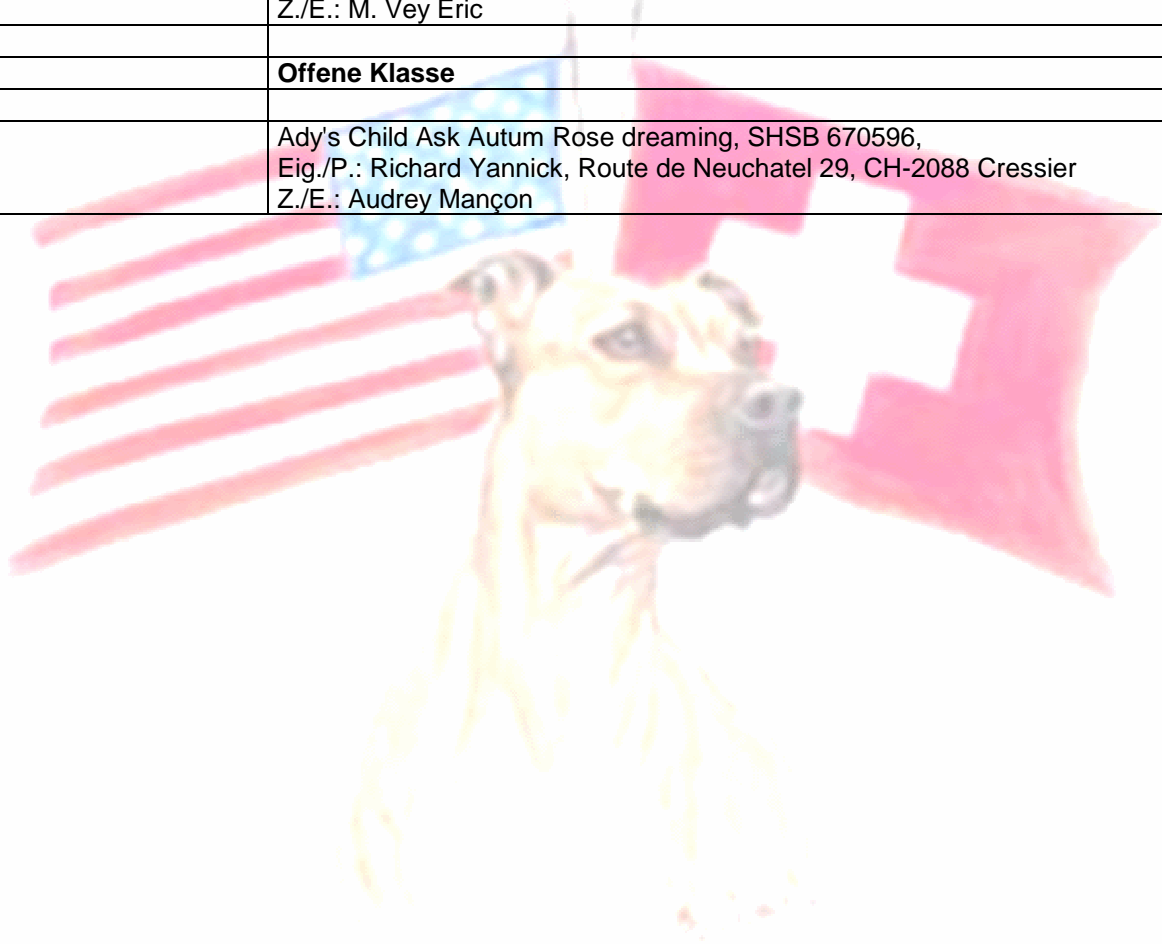 Z./E.: M. Vey Eric
Offene Klasse
Ady's Child Ask Autum Rose dreaming, SHSB 670596,
Eig./P.: Richard Yannick, Route de Neuchatel 29, CH-2088 Cressier
Z./E.: Audrey Mançon